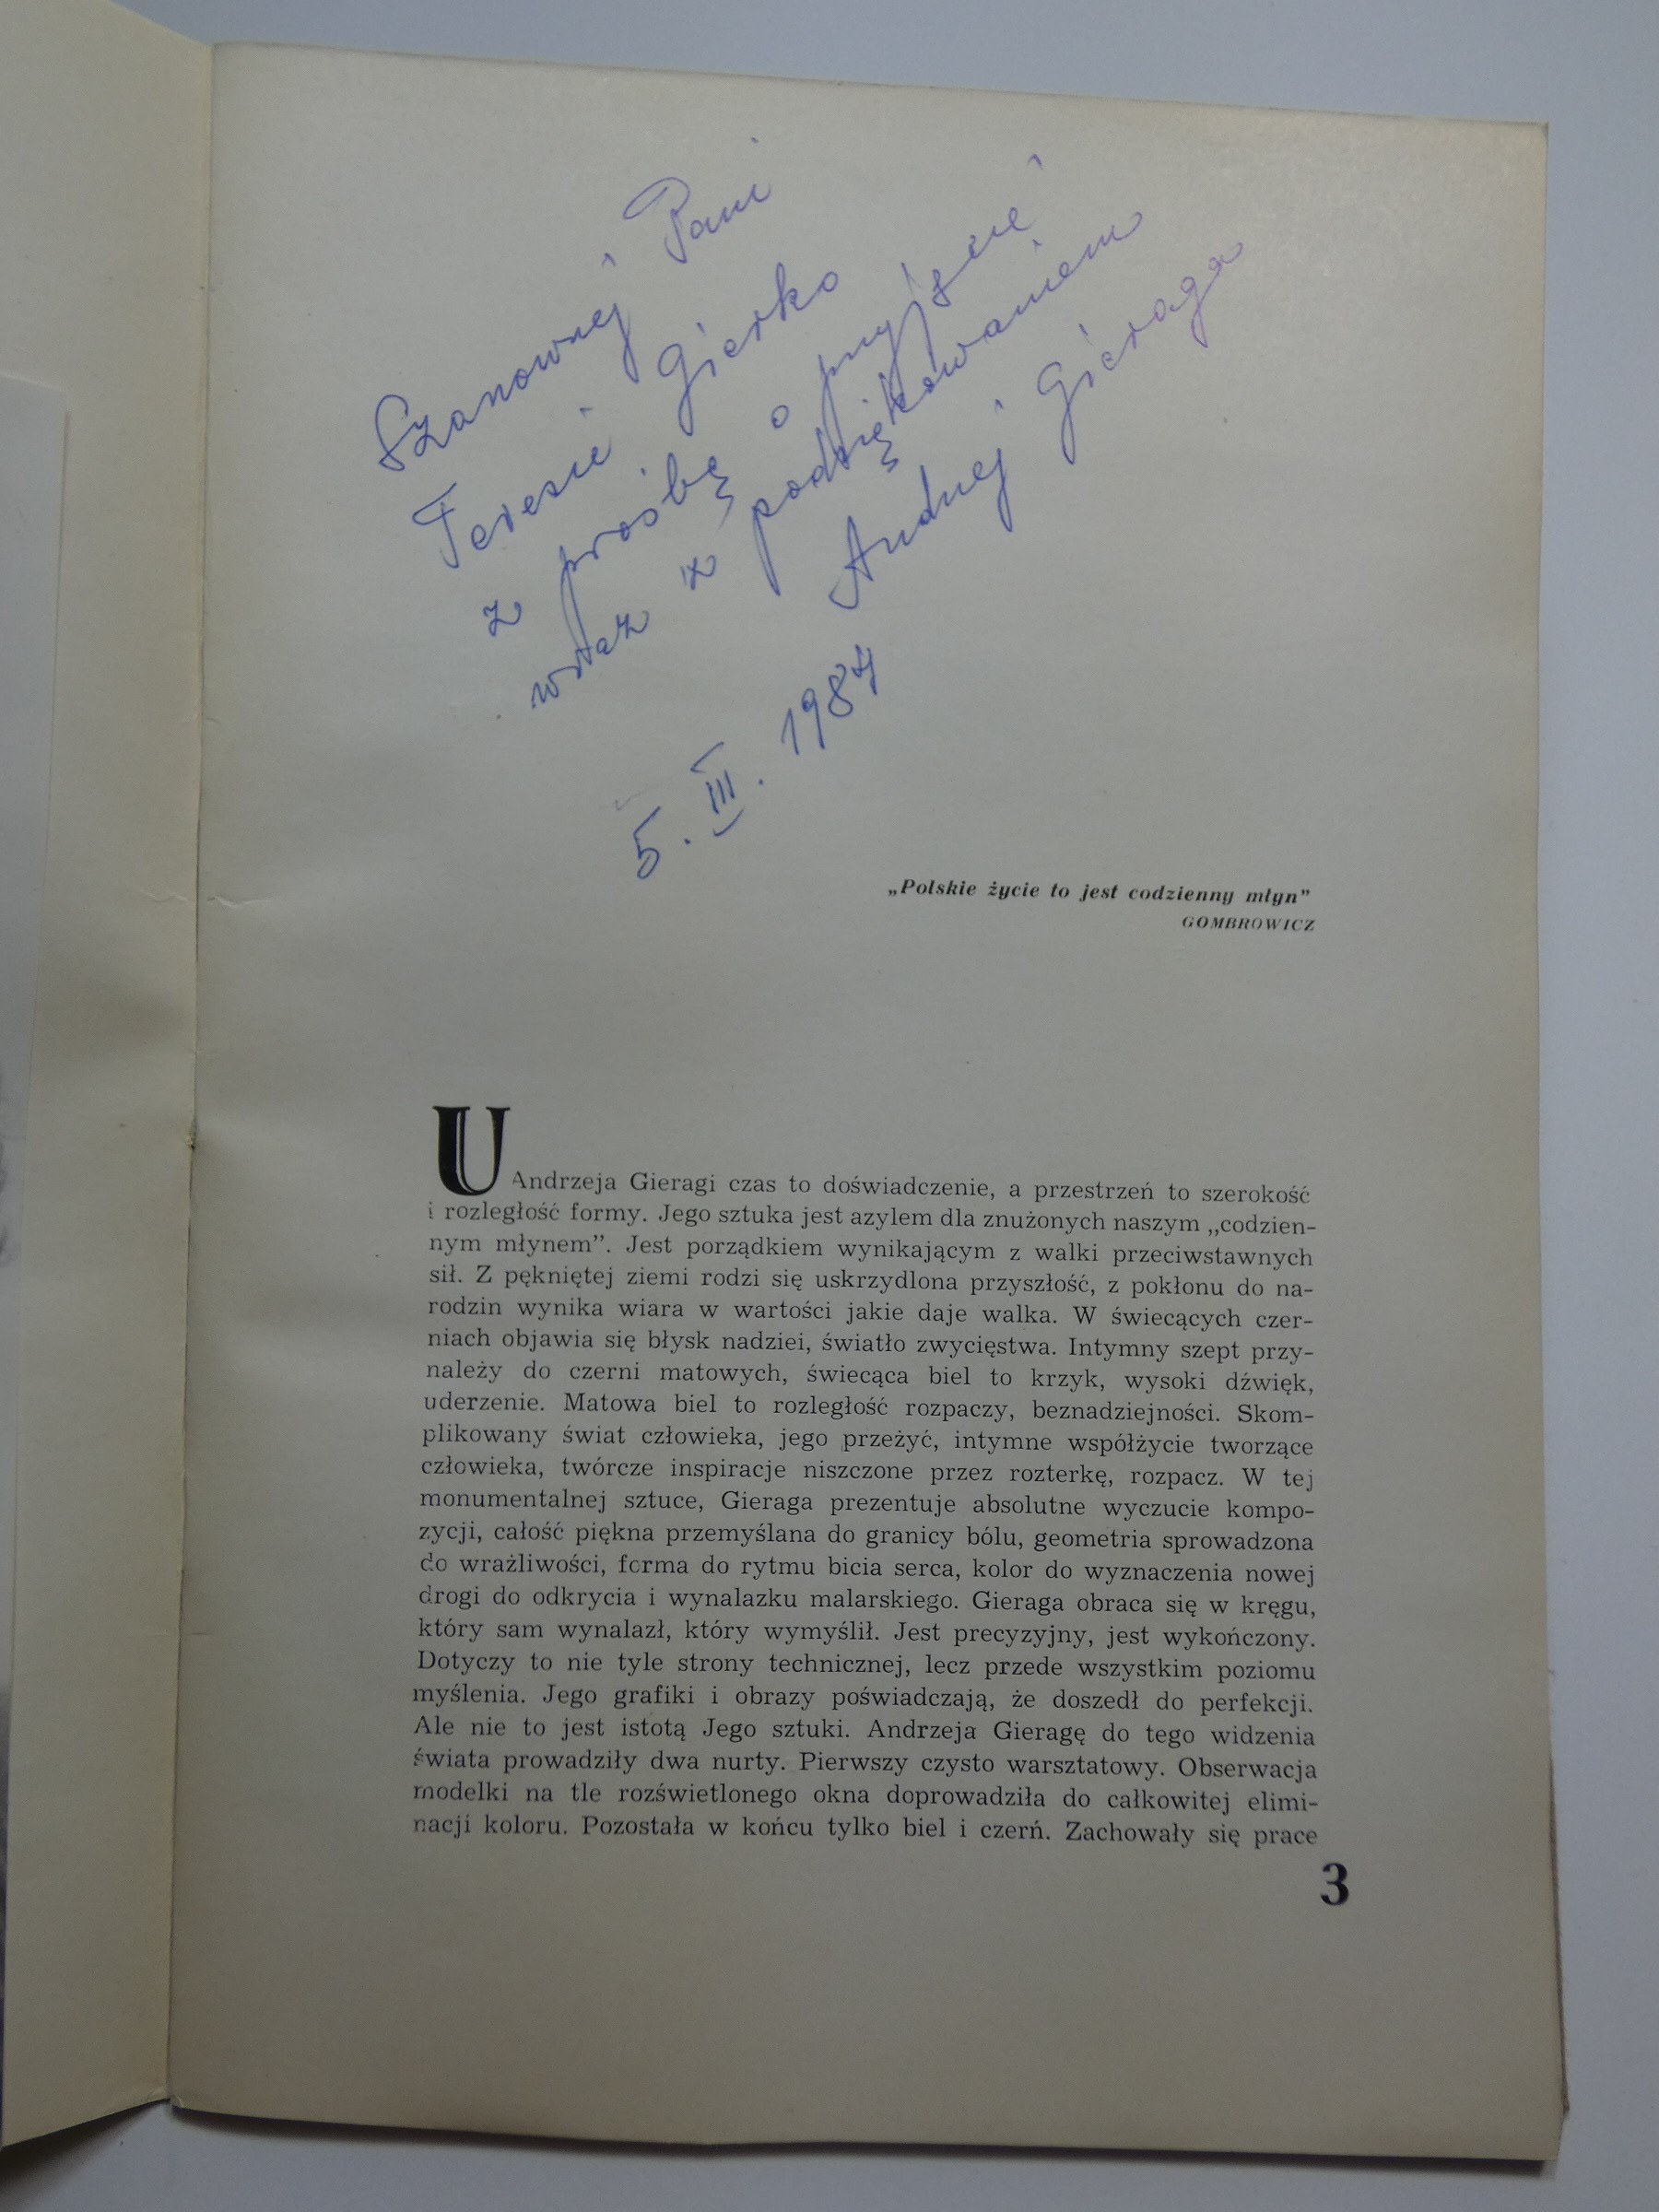 Szanownej Pani
Teresie Gierko
z prośbą o przyjęcie
wraz z podziękowaniem
Andrzej Gieraga
5. III. 1987
„Polskie życie to jest codzienny młyn”
GOMBROWICZ
U Andrzeja Gieragi czas to doświadczenie, a przestrzeń to szerokość
i rozległość formy. Jego sztuka jest azylem dla znużonych naszym „codzien-
nym młynem”. Jest porządkiem wynikającym z walki przeciwstawnych
sił. Z pękniętej ziemi rodzi się uskrzydlona przyszłość, z pokłonu do na-
rodzin wynika wiara w wartości jakie daje walka. W świecących czer-
niach objawia się błysk nadziei, światło zwycięstwa. Intymny szept przy-
należy do czerni matowych, świecąca biel to krzyk, wysoki dźwięk,
uderzenie. Matowa biel to rozległość rozpaczy, beznadziejności. Skom-
plikowany świat człowieka, jego przeżyć, intymne współżycie tworzące
człowieka, twórcze inspiracje niszczone przez rozterkę, rozpacz. W tej
monumentalnej sztuce, Gieraga prezentuje absolutne wyczucie kompo-
zycji, całość piękna przemyślana do granicy bólu, geometria sprowadzona
do wrażliwości, forma do rytmu bicia serca, kolor do wyznaczenia nowej
drogi do odkrycia i wynalazku malarskiego. Gieraga obraca się w kręgu,
który sam wynalazł, który wymyślił. Jest precyzyjny, jest wykończony.
Dotyczy to nie tyle strony technicznej, lecz przede wszystkim poziomu
myślenia. Jego grafiki i obrazy poświadczają, że doszedł do perfekcji.
Ale nie to jest istotą Jego sztuki. Andrzeja Gieragę do tego widzenia
świata prowadziły dwa nurty. Pierwszy czysto warsztatowy. Obserwacja
modelki na tle rozświetlonego okna doprowadziła do całkowitej elimi-
nacji koloru. Pozostała w końcu tylko biel i czerń. Zachowały się prace
3